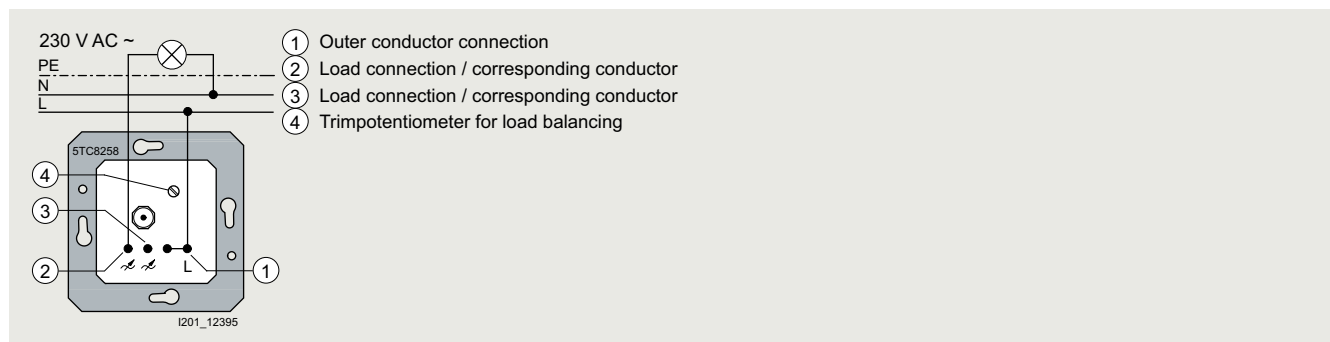 230 V AC ~
PE
N
L
1 Outer conductor connection
2 Load connection / corresponding conductor
3 Load connection / corresponding conductor
4 Trimpotentiometer for load balancing
5TC8258
4
3
2
L
1
I201_12395